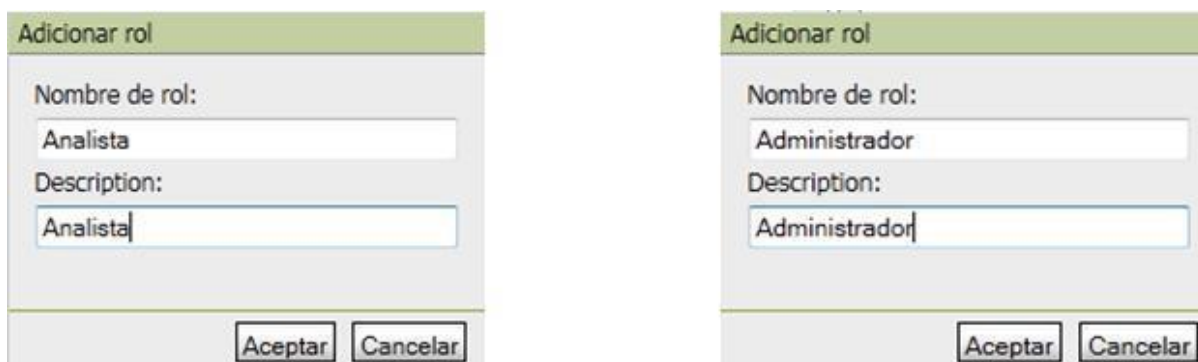 Adicionar rol
Nombre de rol:
Analista
Description:
Analista
Aceptar Cancelar
Adicionar rol
Nombre de rol:
Administrador
Description:
Administrador
Aceptar Cancelar